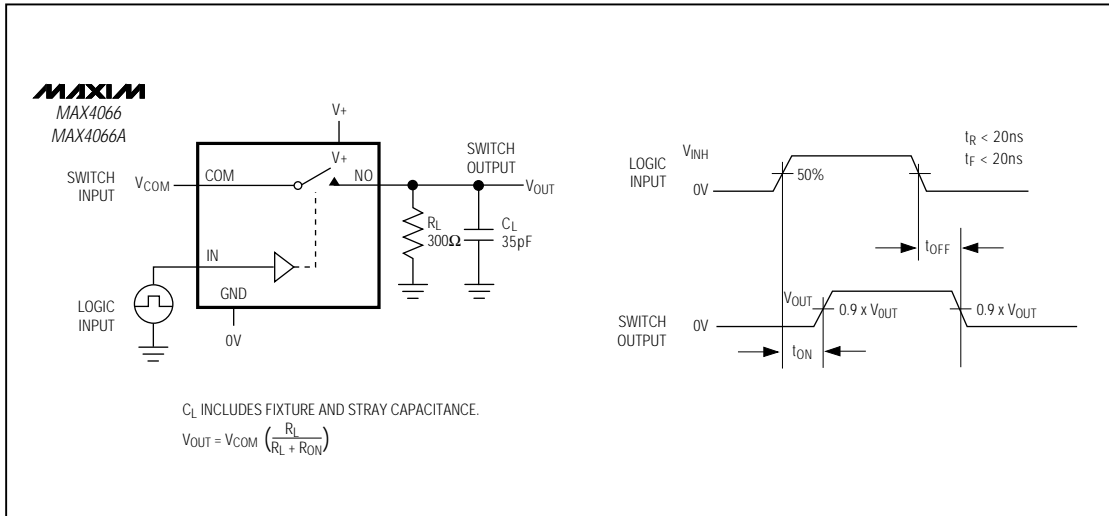 MAXIM
MAX4066
MAX4066A
V+
V+
SWITCH
INPUT
VCOM
COM
NO
SWITCH
OUTPUT
VOUT
RL
300Ω
CL
35pF
IN
LOGIC
INPUT
GND
0V
CL INCLUDES FIXTURE AND STRAY CAPACITANCE.
VOUT = VCOM (RL / RL + RON)
LOGIC
INPUT
VINH
0V
50%
tR < 20ns
tF < 20ns
tOFF
SWITCH
OUTPUT
VOUT
0V
0.9 x V0UT
0.9 x VOUT
tON